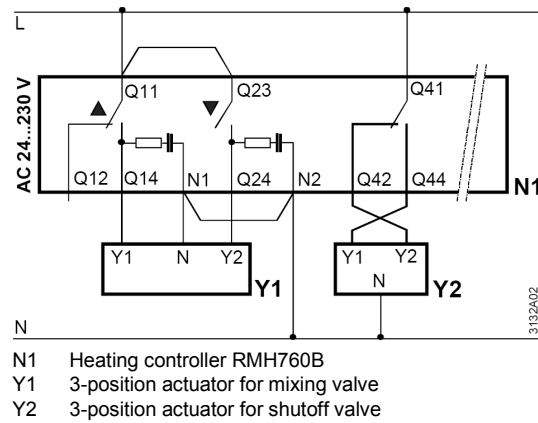 L
Q11 Q23 Q41
AC 24...230 V
Q12 Q14 N1 Q24 N2 Q42 Q44
N1
Y1 N Y2 Y1 Y2
Y1 N Y2
N
3132A02
N1 Heating controller RMH760B
Y1 3-position actuator for mixing valve
Y2 3-position actuator for shutoff valve